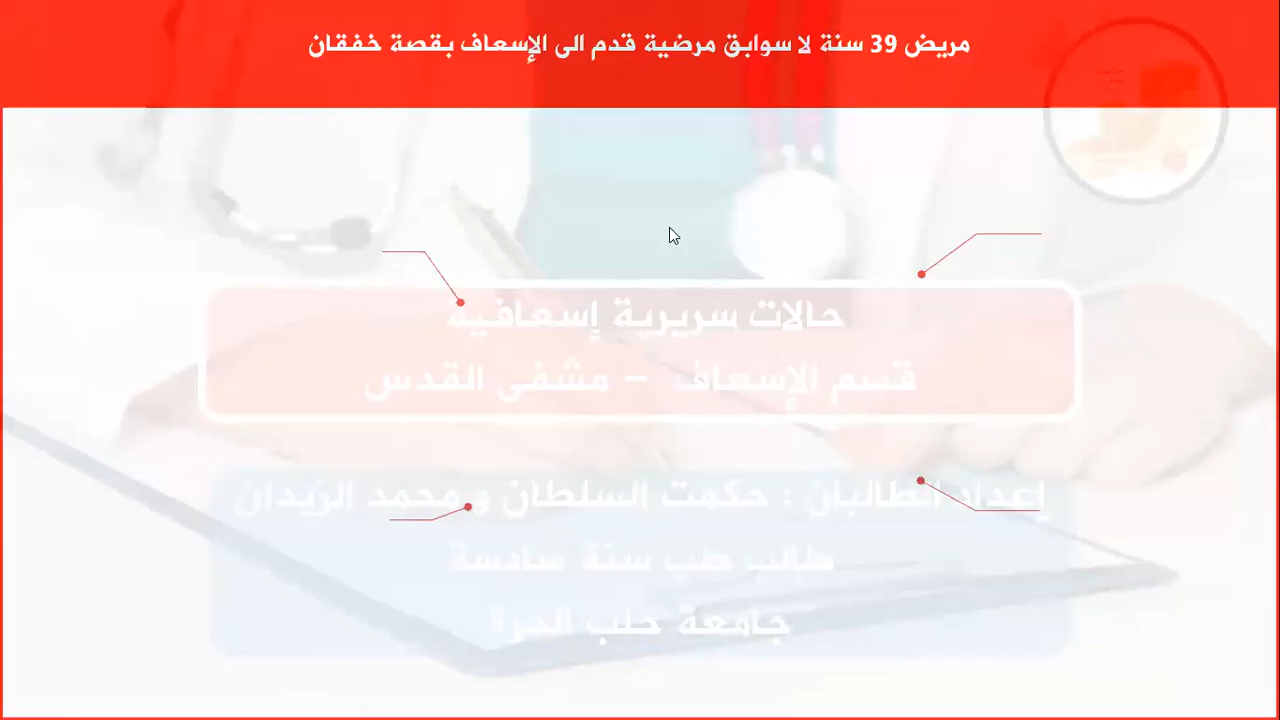 مريض 39 سنة لا سوابق مرضية قدم الى الإسعاف بقصة خفقان
حالات سريرية إسعافية
قسم الإسعاف – مشفى القدس
إعداد الطالبان : حكمت السلطان و محمد الزيدان
طالب طب سنة سادسة
جامعة حلب الحرة